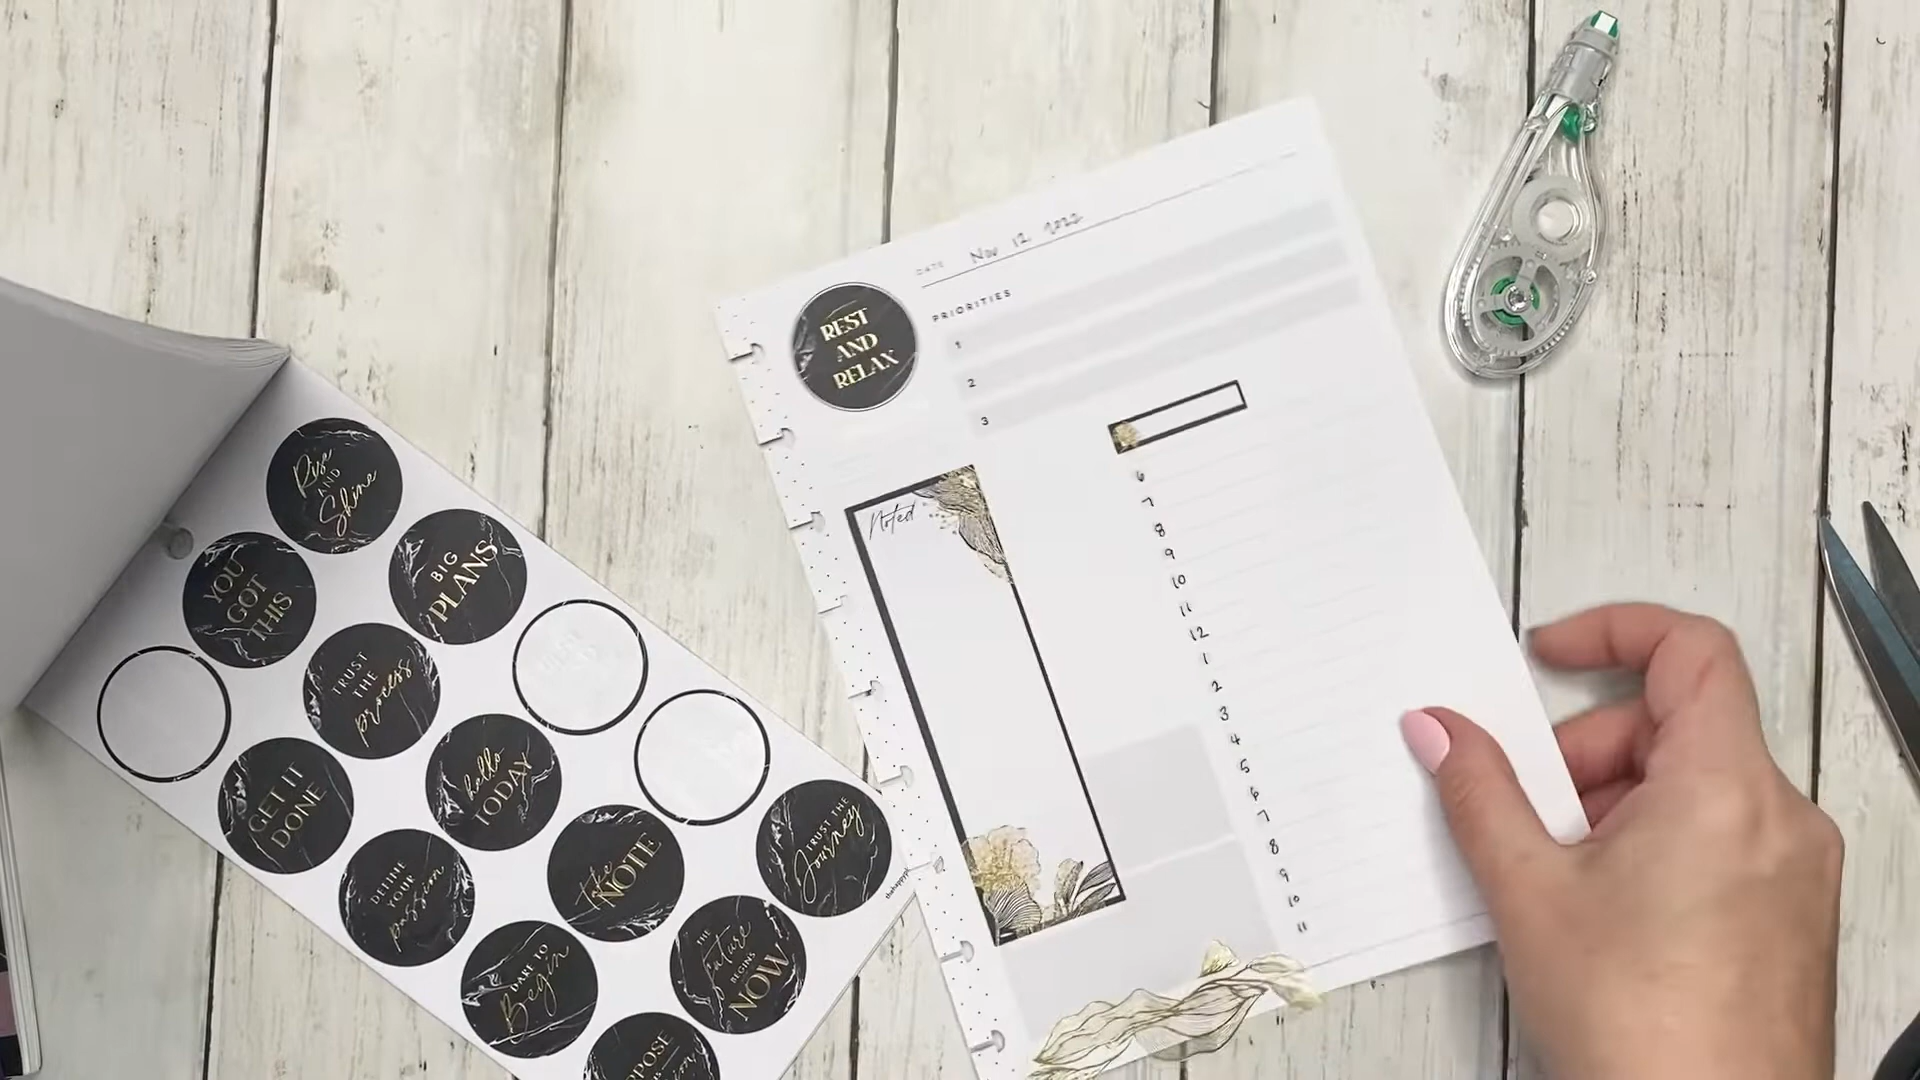 Rise
AND
Shine
YOU
GOT
THIS
BIG
PLANS
TRUST
THE
process
GET IT
DONE
hello
TODAY
DEFINE
YOUR
passion
take
NOTE
TRUST THE
Journey
DARE TO
Begin
THE
future
BEGINS
NOW
DATE Nov 12 2022
REST
AND
RELAX
PRIORITIES
1
2
3
Noted
6
7
8
9
10
11
12
1
2
3
4
5
6
7
8
9
10
11